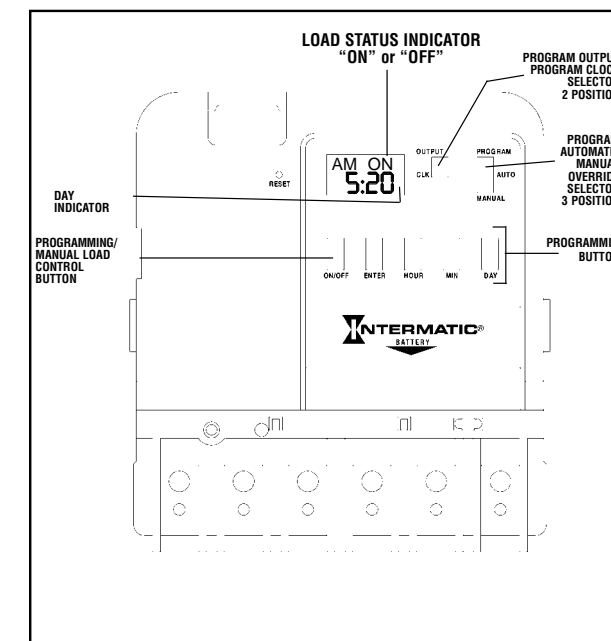 LOAD STATUS INDICATOR
“ON” or “OFF”
PROGRAM OUTPU
PROGRAM CLOC
SELECTO
2 POSITIO
AM ON
5:20
OUTPUT
PROGRAM
CLK
AUTO
MANUAL
PROGRAM
AUTOMATI
MANUA
OVERRID
SELECTO
3 POSITIO
RESET
DAY
INDICATOR
PROGRAMMING/
MANUAL LOAD
CONTROL
BUTTON
PROGRAMMI
BUTTO
ON/OFF ENTER HOUR MIN DAY
INTERMATIC®
BATTERY